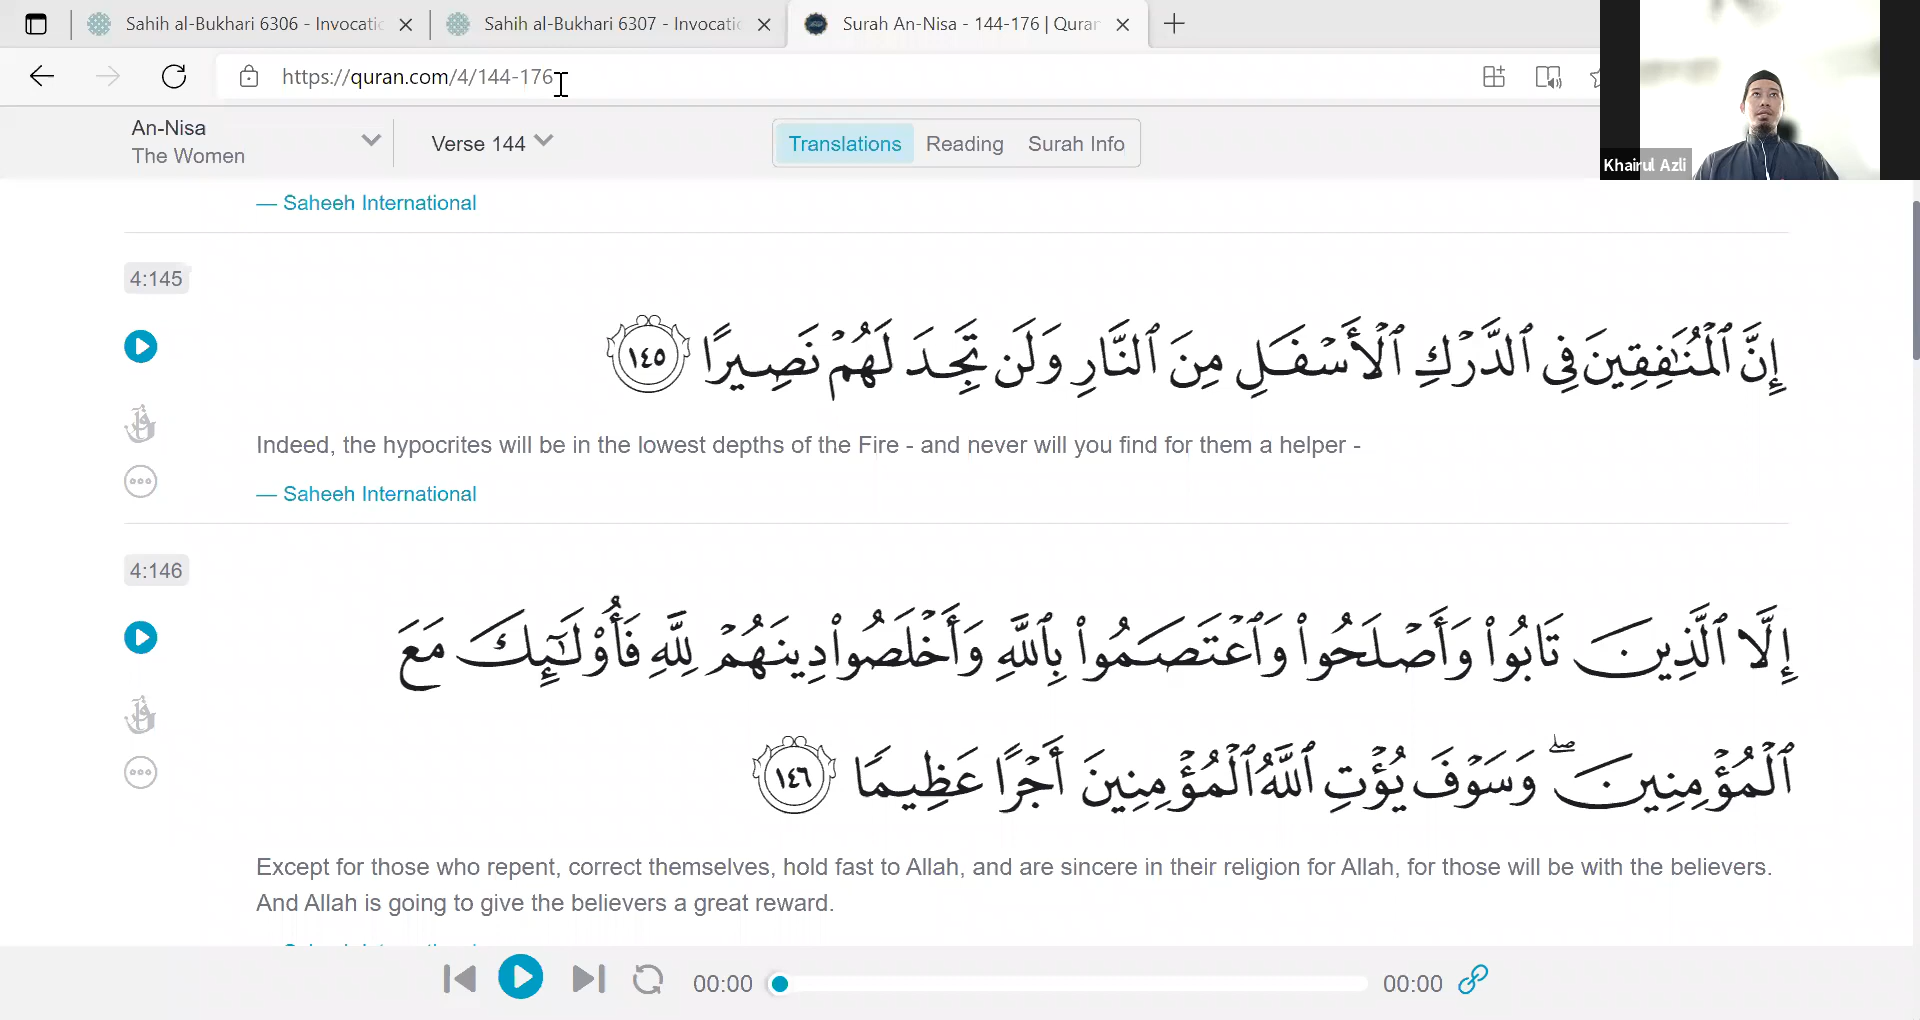 Sahih al-Bukhari 6306 - Invocatic
Sahih al-Bukhari 6307 - Invocatic
Surah An-Nisa - 144-176 | Quran
https://quran.com/4/144-176
An-Nisa
The Women
Verse 144
Translations Reading Surah Info
Khairul Azli
— Saheeh International
4:145
إِنَّ ٱلْمُنَٰفِقِينَ فِى ٱلدَّرْكِ ٱلْأَسْفَلِ مِنَ ٱلنَّارِ وَلَن تَجِدَ لَهُمْ نَصِيرًا ١٤٥
Indeed, the hypocrites will be in the lowest depths of the Fire - and never will you find for them a helper -
— Saheeh International
4:146
إِلَّا ٱلَّذِينَ تَابُوا۟ وَأَصْلَحُوا۟ وَٱعْتَصَمُوا۟ بِٱللَّهِ وَأَخْلَصُوا۟ دِينَهُمْ لِلَّهِ فَأُو۟لَٰٓئِكَ مَعَ
ٱلْمُؤْمِنِينَ ۖ وَسَوْفَ يُؤْتِ ٱللَّهُ ٱلْمُؤْمِنِينَ أَجْرًا عَظِيمًا ١٤٦
Except for those who repent, correct themselves, hold fast to Allah, and are sincere in their religion for Allah, for those will be with the believers.
And Allah is going to give the believers a great reward.
00:00 00:00